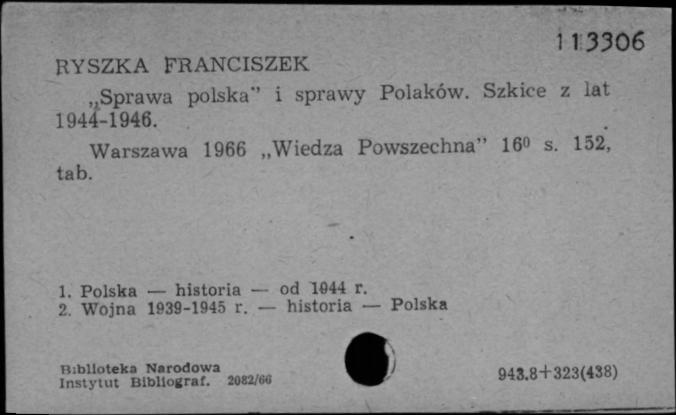 113306
RYSZKA FRANCISZEK
„Sprawa polska" i sprawy Polaków. Szkice z lat
1944-1946.
Warszawa 1966 „Wiedza Powszechna” 16⁰ s. 152,
tab.
1. Polska — historia — od 1944 r.
2. Wojna 1939-1945 r. — historia — Polska
Biblioteka Narodowa
Instytut Bibliograf. 2082/66
943.8+323(438)